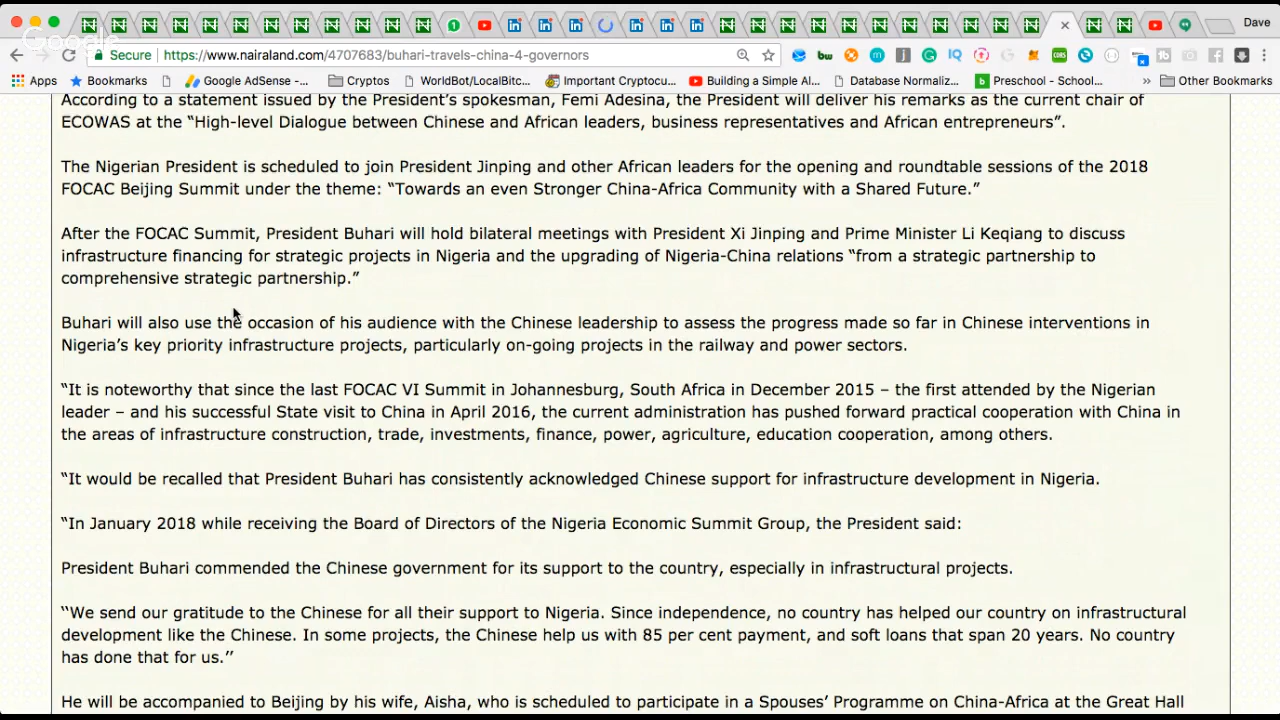 Google
Dave
Secure
https://www.nairaland.com/4707683/buhari-travels-china-4-governors
Apps
Bookmarks
Google AdSense -...
Cryptos
Important Cryptocu...
Building a Simple Al...
Database Normaliz...
Preschool - School...
Other Bookmarks
According to a statement issued by the President’s spokesman, Femi Adesina, the President will deliver his remarks as the current chair of
ECOWAS at the “High-level Dialogue between Chinese and African leaders, business representatives and African entrepreneurs”.
The Nigerian President is scheduled to join President Jinping and other African leaders for the opening and roundtable sessions of the 2018
FOCAC Beijing Summit under the theme: “Towards an even Stronger China-Africa Community with a Shared Future.”
After the FOCAC Summit, President Buhari will hold bilateral meetings with President Xi Jinping and Prime Minister Li Keqiang to discuss
infrastructure financing for strategic projects in Nigeria and the upgrading of Nigeria-China relations “from a strategic partnership to
comprehensive strategic partnership.”
Buhari will also use the occasion of his audience with the Chinese leadership to assess the progress made so far in Chinese interventions in
Nigeria’s key priority infrastructure projects, particularly on-going projects in the railway and power sectors.
“It is noteworthy that since the last FOCAC VI Summit in Johannesburg, South Africa in December 2015 – the first attended by the Nigerian
leader – and his successful State visit to China in April 2016, the current administration has pushed forward practical cooperation with China in
the areas of infrastructure construction, trade, investments, finance, power, agriculture, education cooperation, among others.
“It would be recalled that President Buhari has consistently acknowledged Chinese support for infrastructure development in Nigeria.
“In January 2018 while receiving the Board of Directors of the Nigeria Economic Summit Group, the President said:
President Buhari commended the Chinese government for its support to the country, especially in infrastructural projects.
‘‘We send our gratitude to the Chinese for all their support to Nigeria. Since independence, no country has helped our country on infrastructural
development like the Chinese. In some projects, the Chinese help us with 85 per cent payment, and soft loans that span 20 years. No country
has done that for us.’’
He will be accompanied to Beijing by his wife, Aisha, who is scheduled to participate in a Spouses’ Programme on China-Africa at the Great Hall